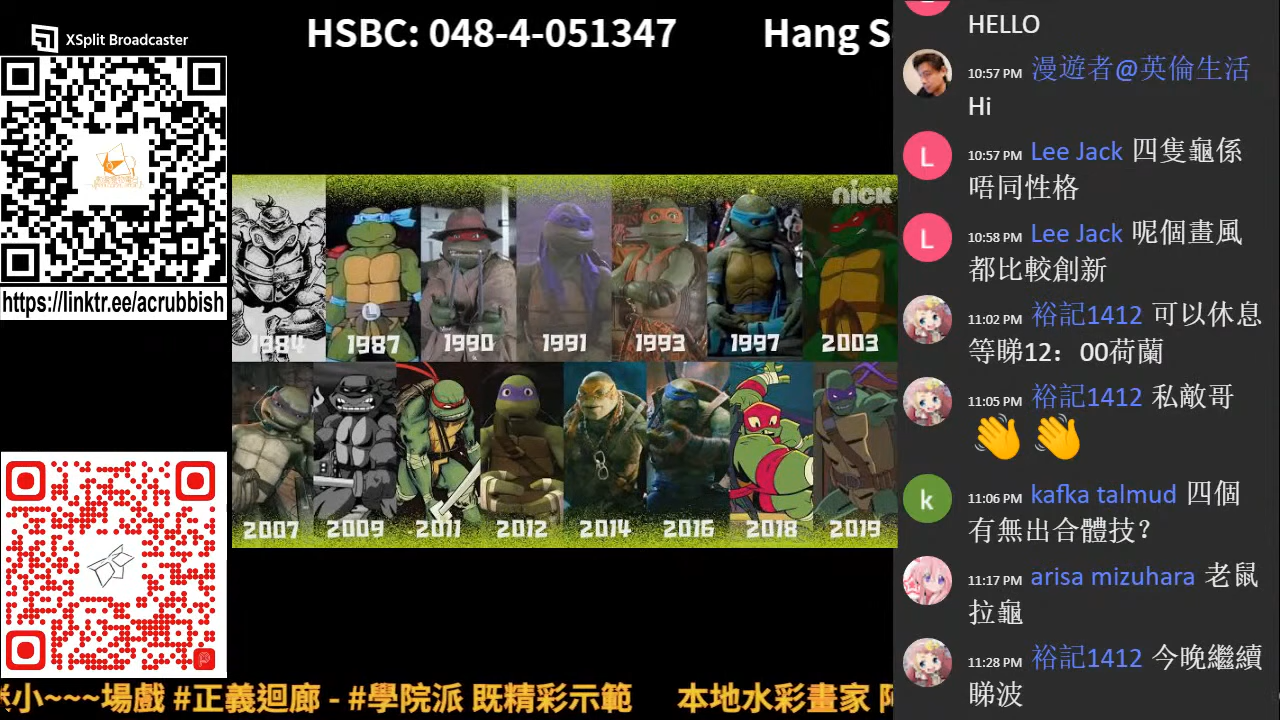 XSplit Broadcaster
HSBC: 048-4-051347 Hang S
https://linktr.ee/acrubbish
nick
1984 1987 1990 1991 1993 1997 2003
2007 2009 2011 2012 2014 2016 2018 2019
HELLO
10:57 PM 漫遊者@英倫生活
Hi
10:57 PM Lee Jack 四隻龜係
唔同性格
10:58 PM Lee Jack 呢個畫風
都比較創新
11:02 PM 裕記1412 可以休息
等睇12：00荷蘭
11:05 PM 裕記1412 私敵哥
👋 👋
11:06 PM kafka talmud 四個
有無出合體技?
11:17 PM arisa mizuhara 老鼠
拉龜
11:28 PM 裕記1412 今晚繼續
睇波
小~~~場戲 #正義迴廊 - #學院派 既精彩示範 本地水彩畫家